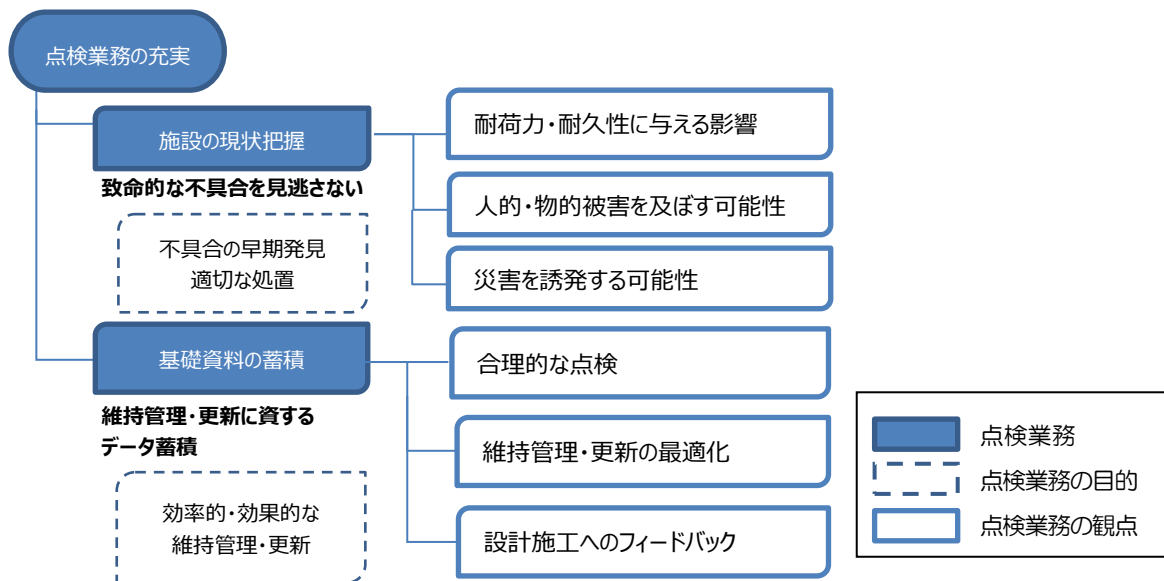 点検業務の充実
施設の現状把握
致命的な不具合を見逃さない
不具合の早期発見
適切な処置
耐荷力・耐久性に与える影響
人的・物的被害を及ぼす可能性
災害を誘発する可能性
基礎資料の蓄積
維持管理・更新に資する
データ蓄積
効率的・効果的な
維持管理・更新
合理的な点検
維持管理・更新の最適化
設計施工へのフィードバック
点検業務
点検業務の目的
点検業務の観点